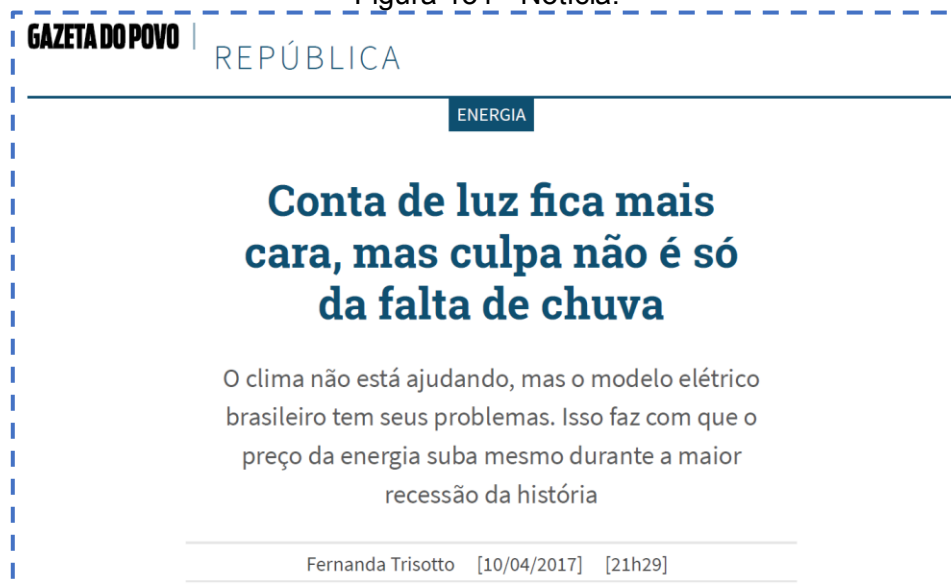 GAZETA DO POVO
REPÚBLICA
ENERGIA
Conta de luz fica mais
cara, mas culpa não é só
da falta de chuva
O clima não está ajudando, mas o modelo elétrico
brasileiro tem seus problemas. Isso faz com que o
preço da energia suba mesmo durante a maior
recessão da história
Fernanda Trisotto [10/04/2017] [21h29]